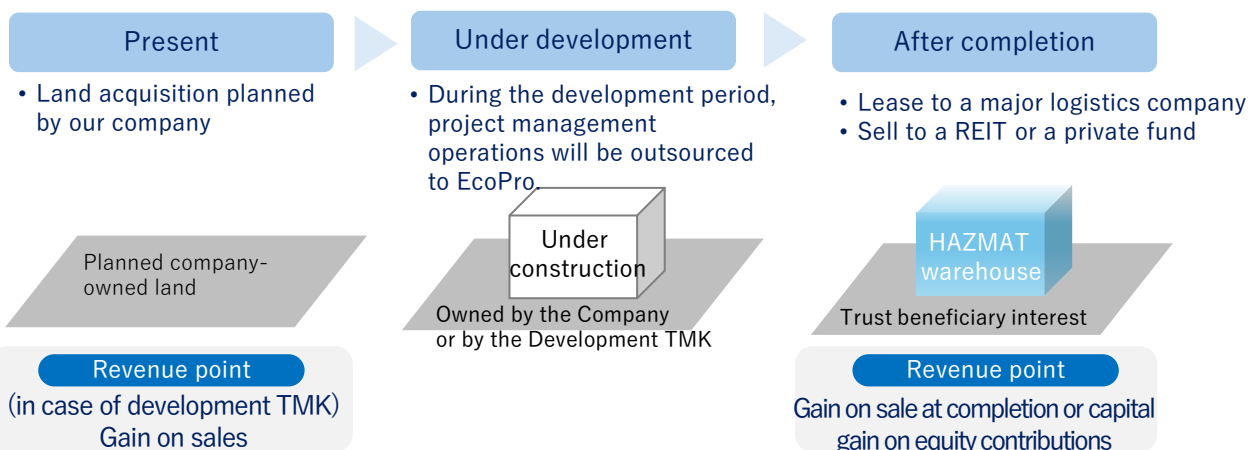 Present
• Land acquisition planned
by our company
Planned company-
owned land
Revenue point
(in case of development TMK)
Gain on sales
Under development
• During the development period,
project management
operations will be outsourced
to EcoPro.
Under
construction
Owned by the Company
or by the Development TMK
After completion
• Lease to a major logistics company
• Sell to a REIT or a private fund
HAZMAT
warehouse
Trust beneficiary interest
Revenue point
Gain on sale at completion or capital
gain on equity contributions